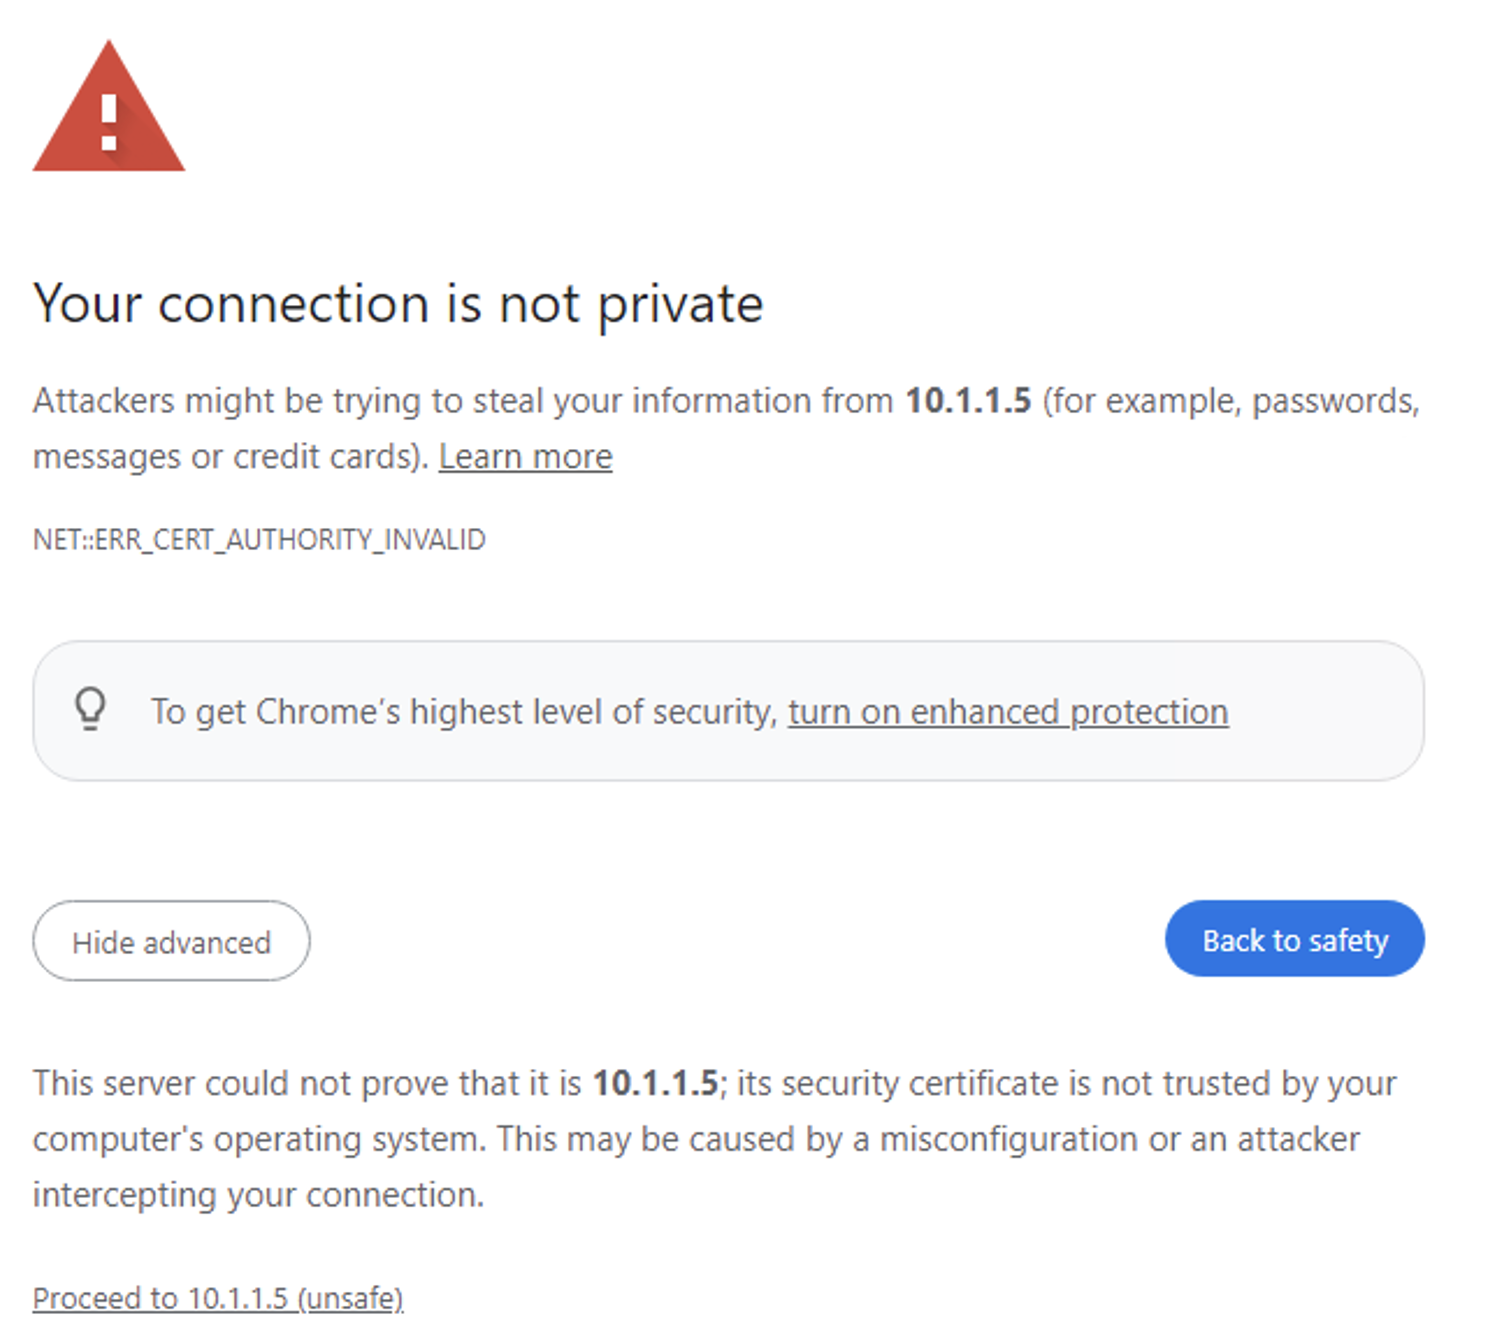 Your connection is not private
Attackers might be trying to steal your information from 10.1.1.5 (for example, passwords,
messages or credit cards). Learn more
NET::ERR_CERT_AUTHORITY_INVALID
To get Chrome's highest level of security, turn on enhanced protection
Hide advanced
Back to safety
This server could not prove that it is 10.1.1.5; its security certificate is not trusted by your
computer's operating system. This may be caused by a misconfiguration or an attacker
intercepting your connection.
Proceed to 10.1.1.5 (unsafe)